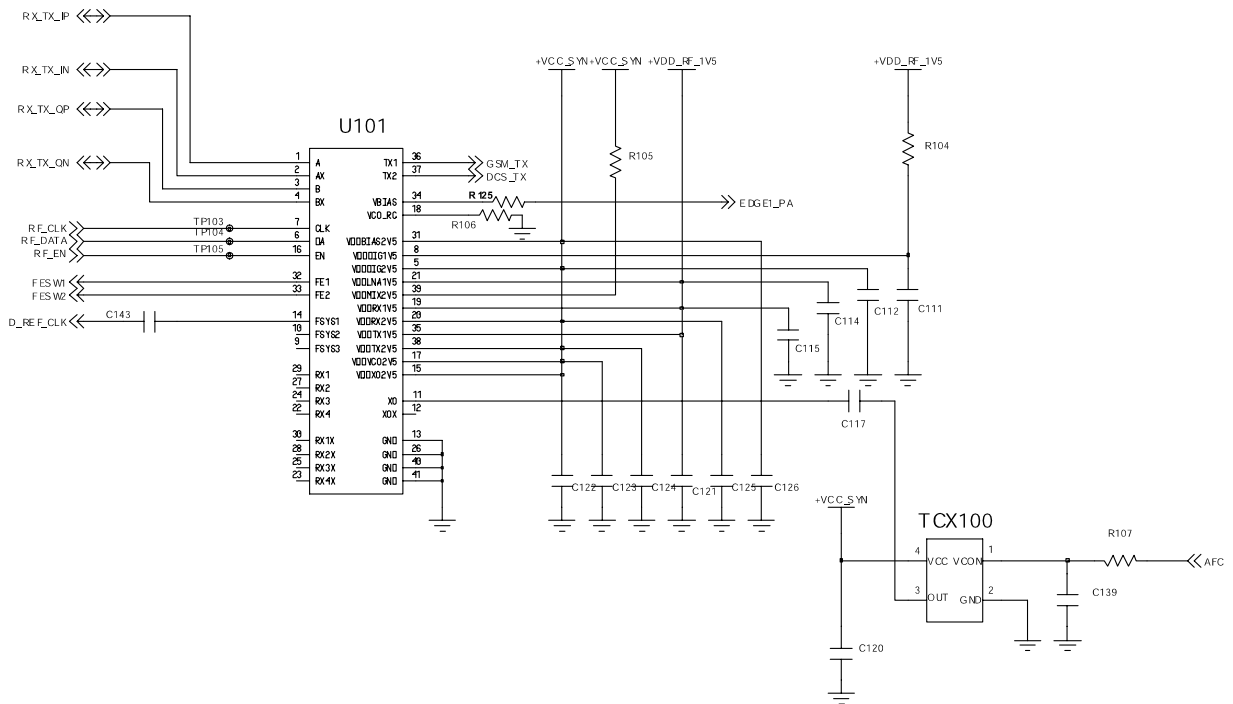 RX_TX_IP
RX_TX_IN
RX_TX_QP
RX_TX_QN
RF_CLK
RF_DATA
RF_EN
FESW1
FESW2
D_REF_CLK
TP103
TP104
TP105
C143
U101
1 A
2 AX
3 B
4 BX
7 CLK
6 DA
16 EN
32 FE1
33 FE2
14 FSYS1
10 FSYS2
9 FSYS3
29 RX1
27 RX2
24 RX3
22 RX4
30 RX1X
28 RX2X
25 RX3X
23 RX4X
TX1 36
TX2 37
VBIAS 34
VCO_RC 18
VDDBIAS2V5 31
VDDDIG1V5 8
VDDDIG2V5 5
VDDLNA1V5 21
VDDMIX2V5 39
VDDRX1V5 19
VDDRX2V5 20
VDDTX1V5 35
VDDTX2V5 38
VDDVCO2V5 17
VDDXO2V5 15
XO 11
XOX 12
GND 13
GND 26
GND 40
GND 41
GSM_TX
DCS_TX
R125
R106
EDGE1_PA
+VCC_SYN
+VCC_SYN
+VDD_RF_1V5
+VDD_RF_1V5
R105
R104
C115
C114
C112
C111
C117
C122
C123
C124
C121
C125
C126
+VCC_SYN
C120
TCX100
4 VCC VCON 1
3 OUT GND 2
R107
AFC
C139